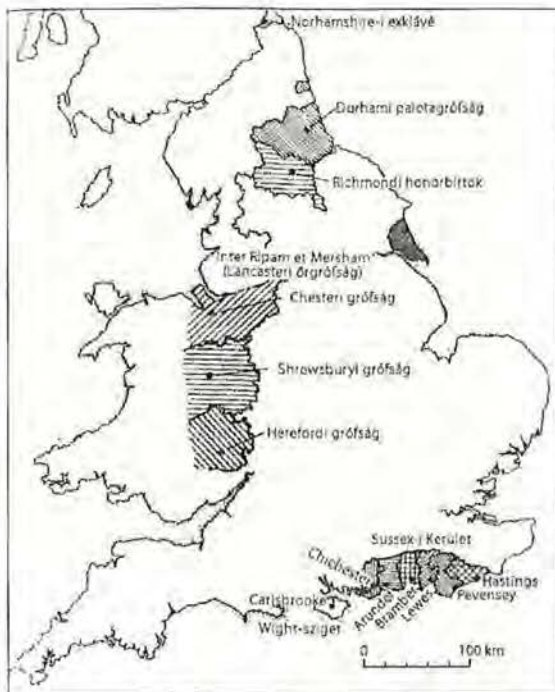 Norhamshire-i exklávé
Durhami palotagrófság
Richmondi honorbirtok
"Inter Ripam et Mersham"
(Lancasteri őrgrófság)
Chesteri grófság
Shrewsburyi grófság
Herefordi grófság
Sussex-i Kerület
Chichester
Arundel
Bramber
Lewes
Hastings
Pevensey
Carlsbrooke
Wight-sziget
0 100 km